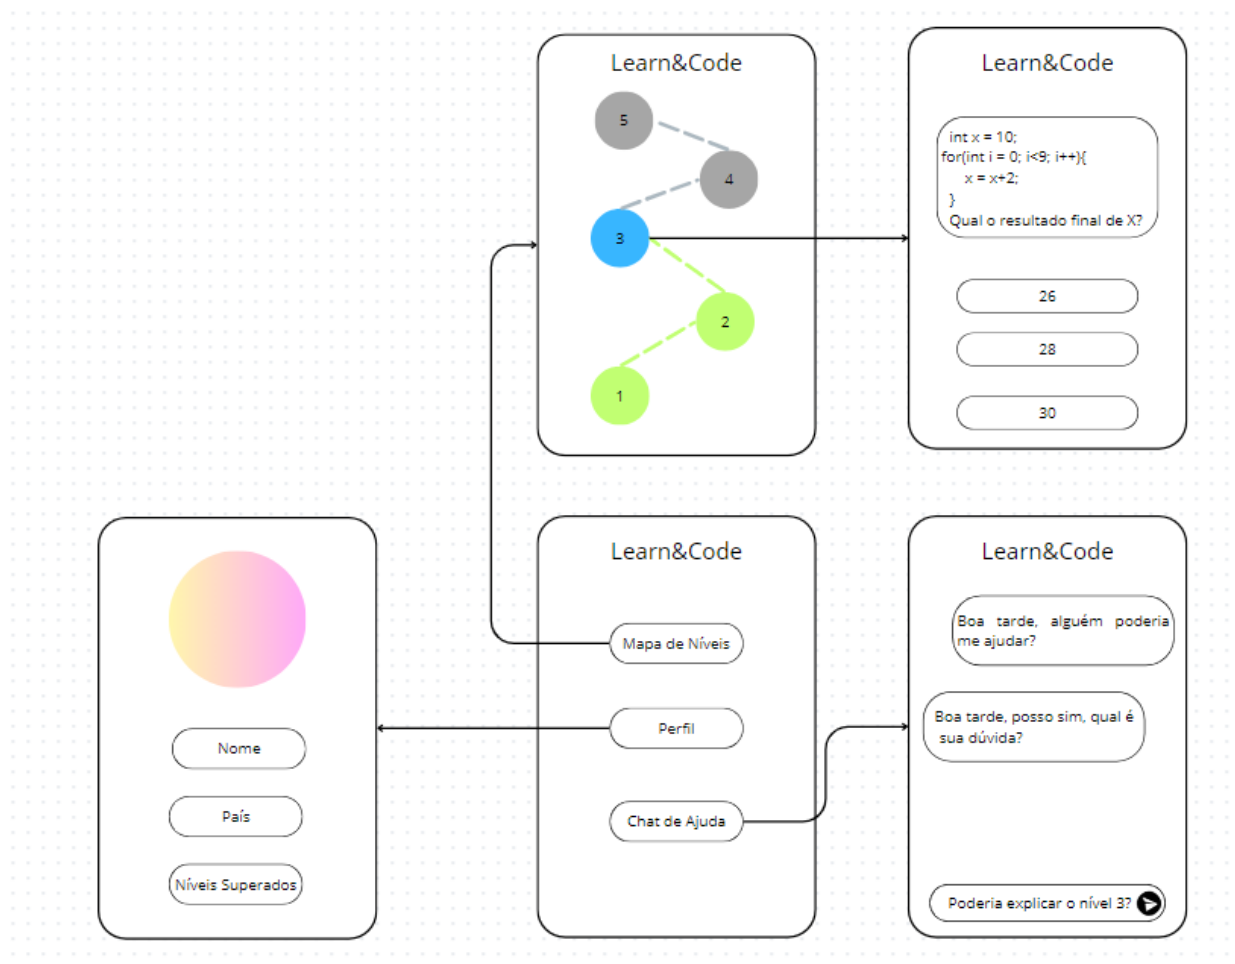 Learn&Code
5
4
3
2
1
Learn&Code
int x = 10;
for(int i = 0; i<9; i++){
x = x+2;
}
Qual o resultado final de X?
26
28
30
Nome
País
Níveis Superados
Learn&Code
Mapa de Níveis
Perfil
Chat de Ajuda
Learn&Code
Boa tarde, alguém poderia
me ajudar?
Boa tarde, posso sim, qual é
sua dúvida?
Poderia explicar o nível 3?